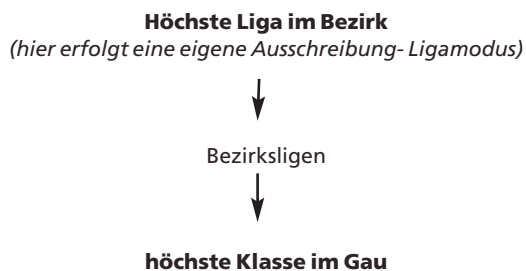 Höchste Liga im Bezirk
(hier erfolgt eine eigene Ausschreibung- Ligamodus)
Bezirksligen
höchste Klasse im Gau